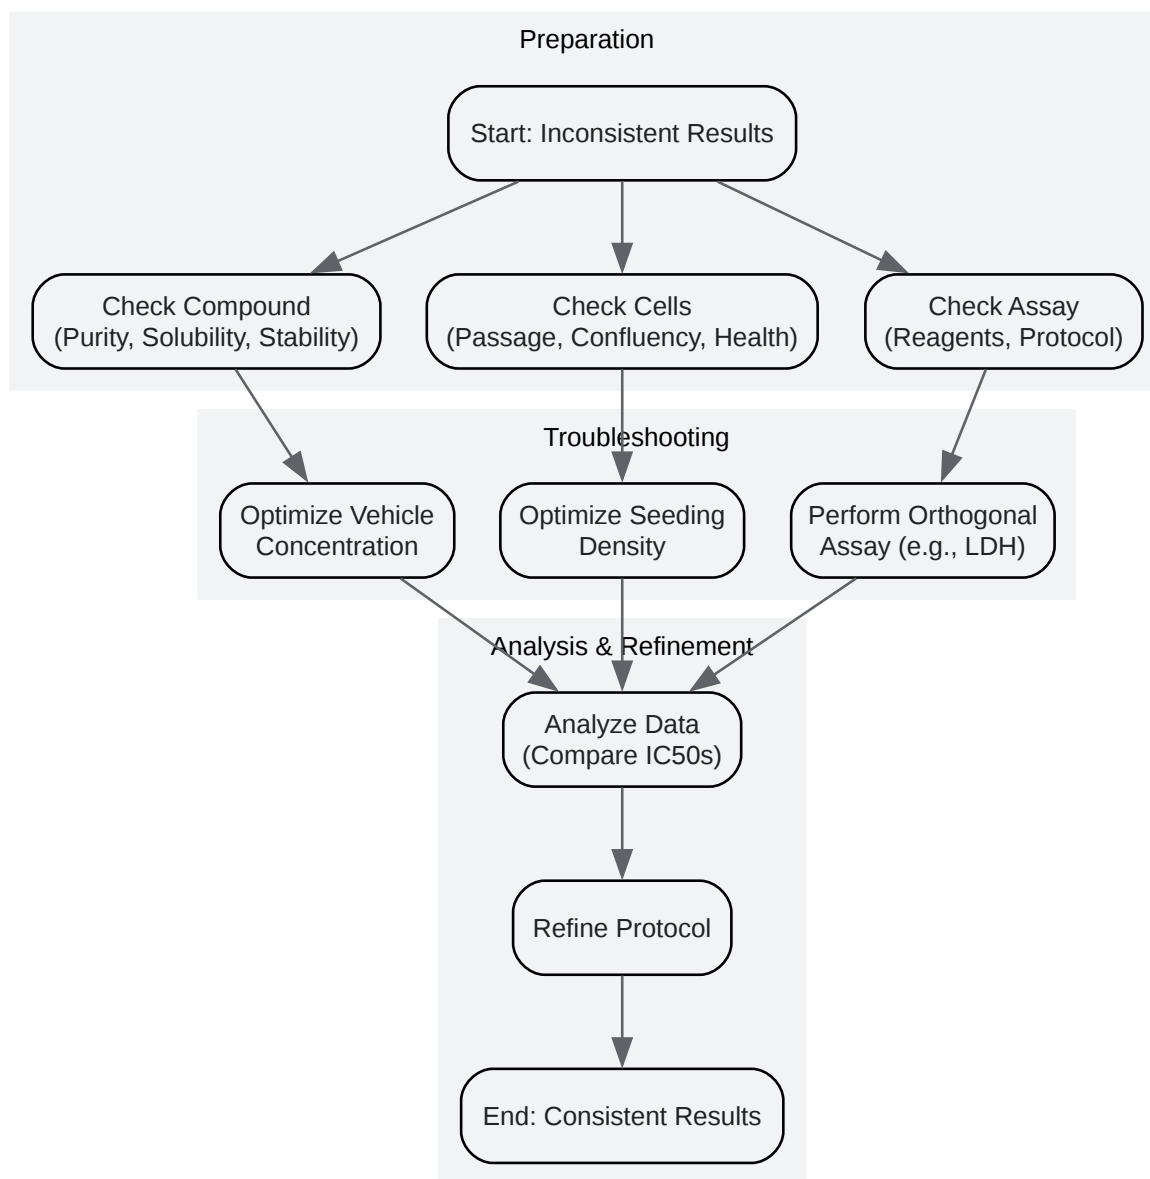 Preparation
Start: Inconsistent Results
Check Compound
(Purity, Solubility, Stability)
Check Cells
(Passage, Confluency, Health)
Check Assay
(Reagents, Protocol)
Troubleshooting
Optimize Vehicle
Concentration
Optimize Seeding
Density
Perform Orthogonal
Assay (e.g., LDH)
Analysis & Refinement
Analyze Data
(Compare IC50s)
Refine Protocol
End: Consistent Results